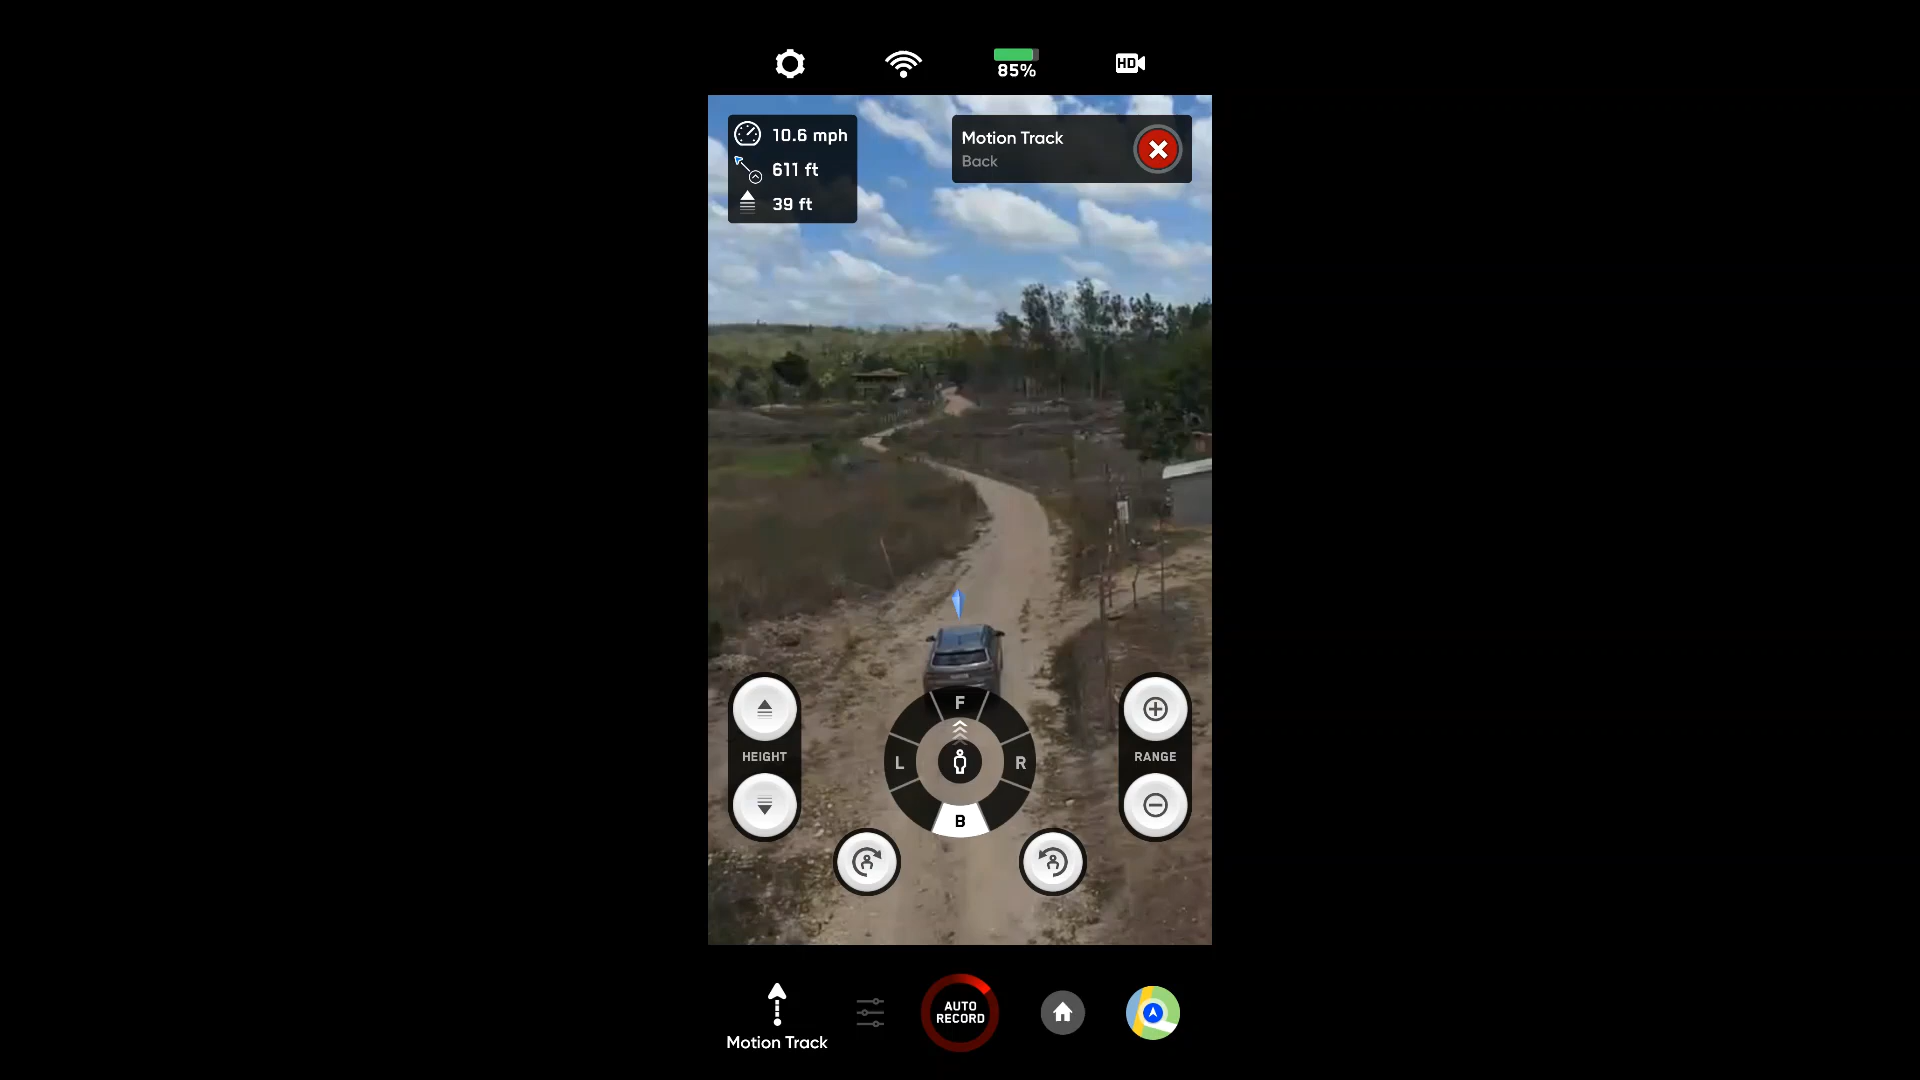 HD
85%
10.6 mph
611 ft
39 ft
Motion Track
Back
F
L
R
B
HEIGHT
RANGE
AUTO
RECORD
Motion Track